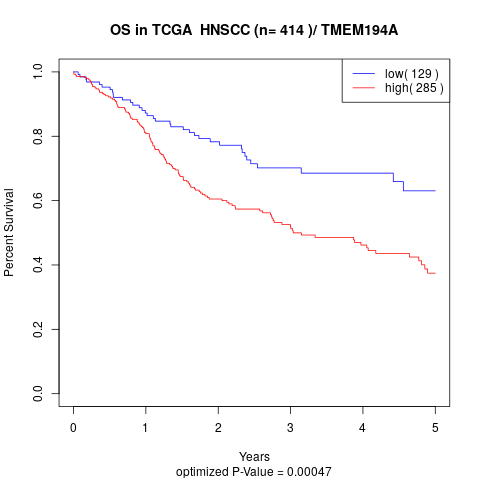 OS in TCGA HNSCC (n= 414 )/ TMEM194A
low( 129 )
high( 285 )
Percent Survival
1.0
0.8
0.6
0.4
0.2
0.0
0 1 2 3 4 5
Years
optimized P-Value = 0.00047